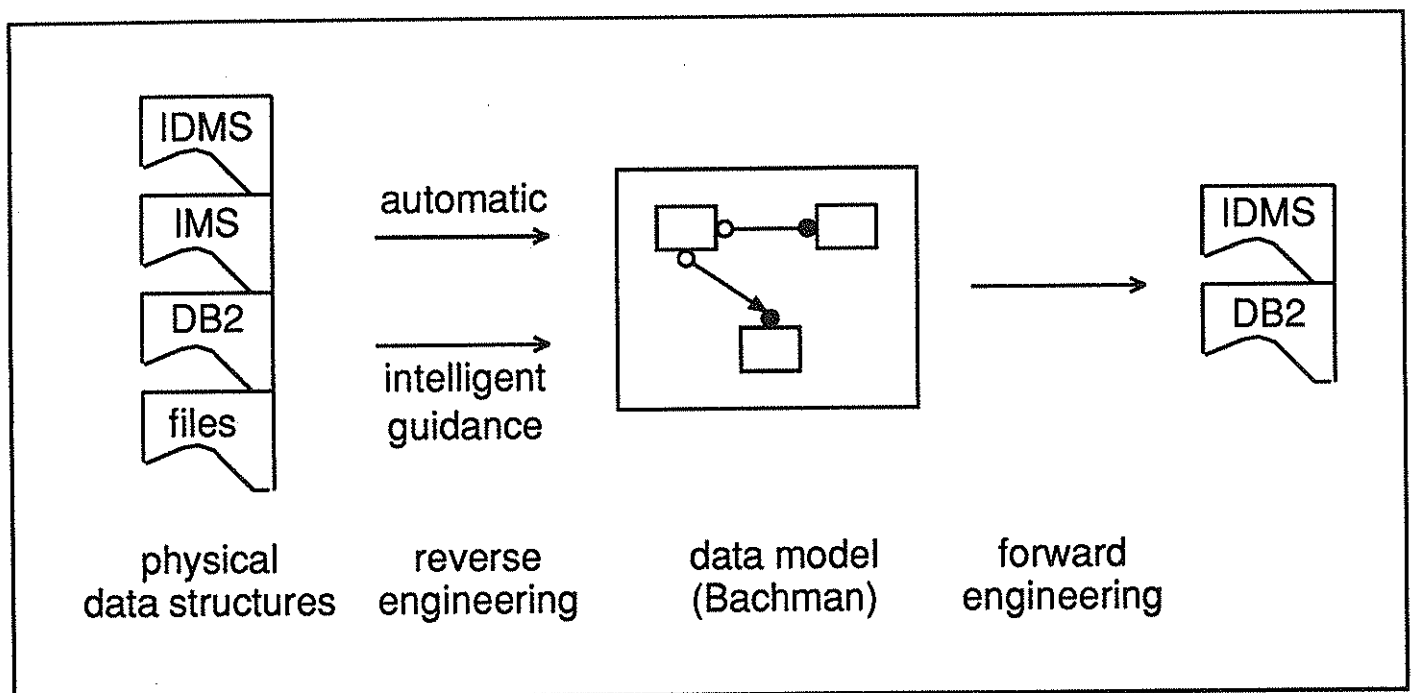 IDMS
IMS
DB2
files
automatic
intelligent
guidance
IDMS
DB2
physical
data structures
reverse
engineering
data model
(Bachman)
forward
engineering